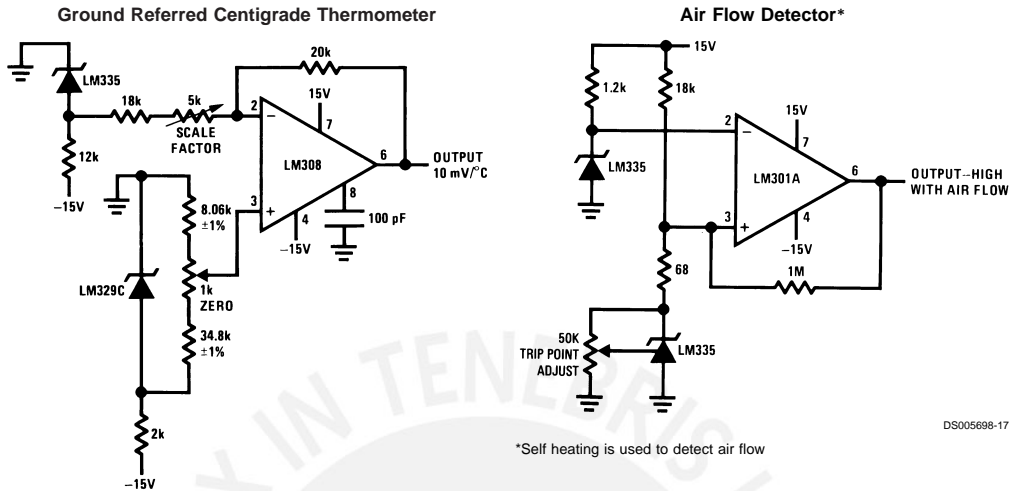 Ground Referred Centigrade Thermometer
LM335
18k
5k
SCALE
FACTOR
12k
−15V
20k
15V
2
−
7
LM308
6
OUTPUT
10 mV/°C
3
+
4
−15V
8
100 pF
8.06k
±1%
LM329C
1k
ZERO
34.8k
±1%
2k
−15V
Air Flow Detector*
15V
1.2k
18k
LM335
2
−
15V
7
LM301A
6
OUTPUT--HIGH
WITH AIR FLOW
3
+
4
−15V
68
1M
50K
TRIP POINT
ADJUST
LM335
DS005698-17
*Self heating is used to detect air flow
X IN TENEBRIS